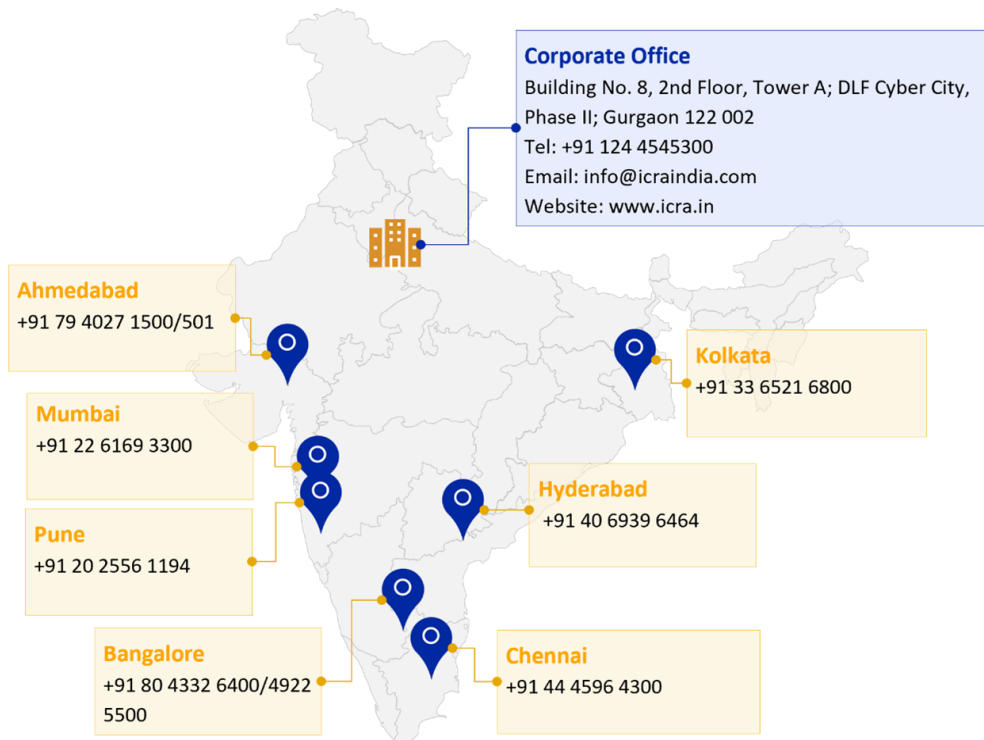 Corporate Office
Building No. 8, 2nd Floor, Tower A; DLF Cyber City,
Phase II; Gurgaon 122 002
Tel: +91 124 4545300
Email: info@icraindia.com
Website: www.icra.in
Ahmedabad
+91 79 4027 1500/501
Kolkata
+91 33 6521 6800
Mumbai
+91 22 6169 3300
Hyderabad
+91 40 6939 6464
Pune
+91 20 2556 1194
Bangalore
+91 80 4332 6400/4922
5500
Chennai
+91 44 4596 4300